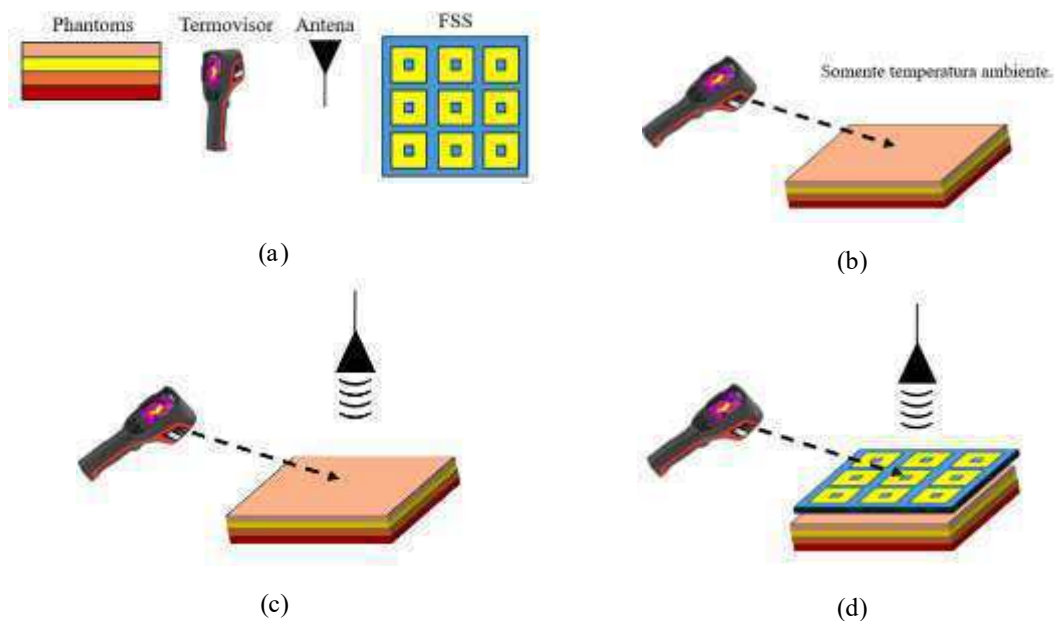 Phantoms Termovisor Antena FSS
Somente temperatura ambiente.
(a)
(b)
(c)
(d)